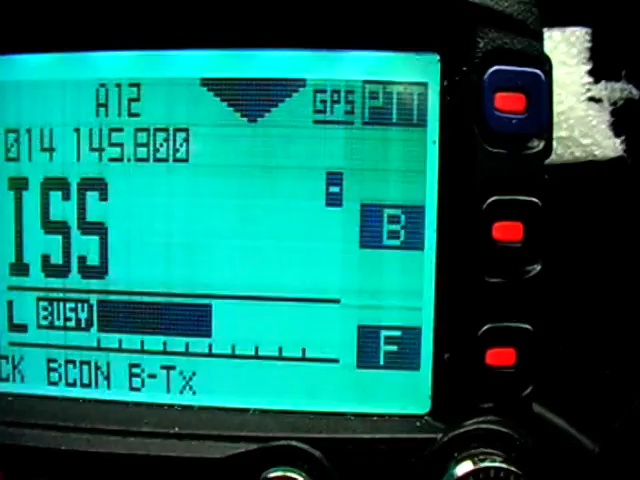 A12 GPS PTT
014 145.800
ISS
B
L BUSY
F
CK BCON B-Tx